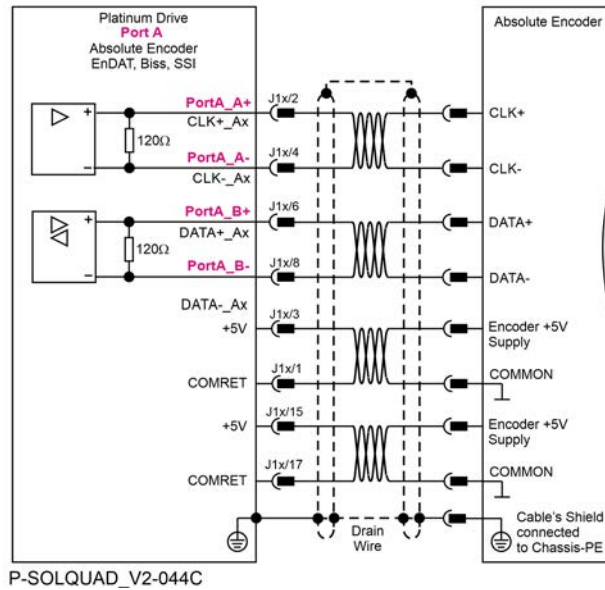 Platinum Drive
Port A
Absolute Encoder
EnDAT, Biss, SSI
Absolute Encoder
PortA_A+
J1x/2
CLK+_Ax
CLK+
+
120Ω
PortA_A-
J1x/4
CLK-_Ax
CLK-
−
PortA_B+
J1x/6
DATA+_Ax
DATA+
+
120Ω
PortA_B-
J1x/8
DATA-
−
DATA-_Ax
J1x/3
+5V
Encoder +5V
Supply
J1x/1
COMRET
COMMON
J1x/15
+5V
Encoder +5V
Supply
J1x/17
COMRET
COMMON
Drain
Wire
Cable's Shield
connected
to Chassis-PE
P-SOLQUAD_V2-044C